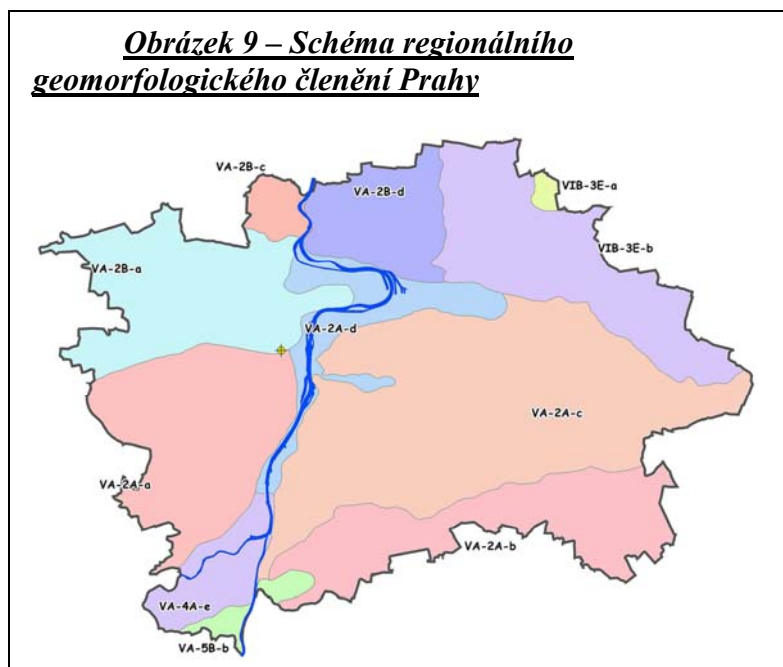 Obrázek 9 – Schéma regionálního
geomorfologického členění Prahy
VA-2B-c
VA-2B-d
VIB-3E-a
VIB-3E-b
VA-2B-a
VA-2A-d
VA-2A-c
VA-2A-a
VA-2A-b
VA-4A-e
VA-5B-b